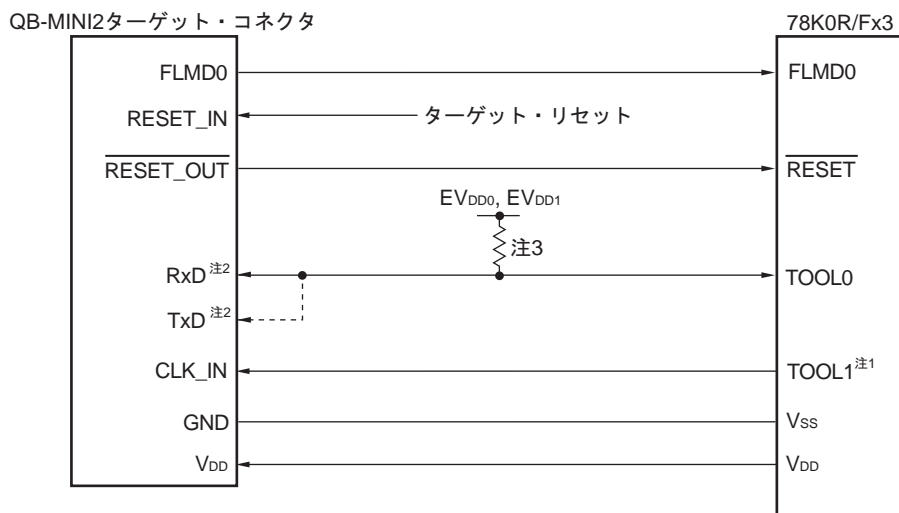 QB-MINI2ターゲット・コネクタ
78K0R/Fx3
FLMD0
FLMD0
RESET_IN
ターゲット・リセット
RESET_OUT
RESET
EVDD0, EVDD1
注3
RxD注2
TOOL0
TxD注2
CLK_IN
TOOL1注1
GND
VSS
VDD
VDD